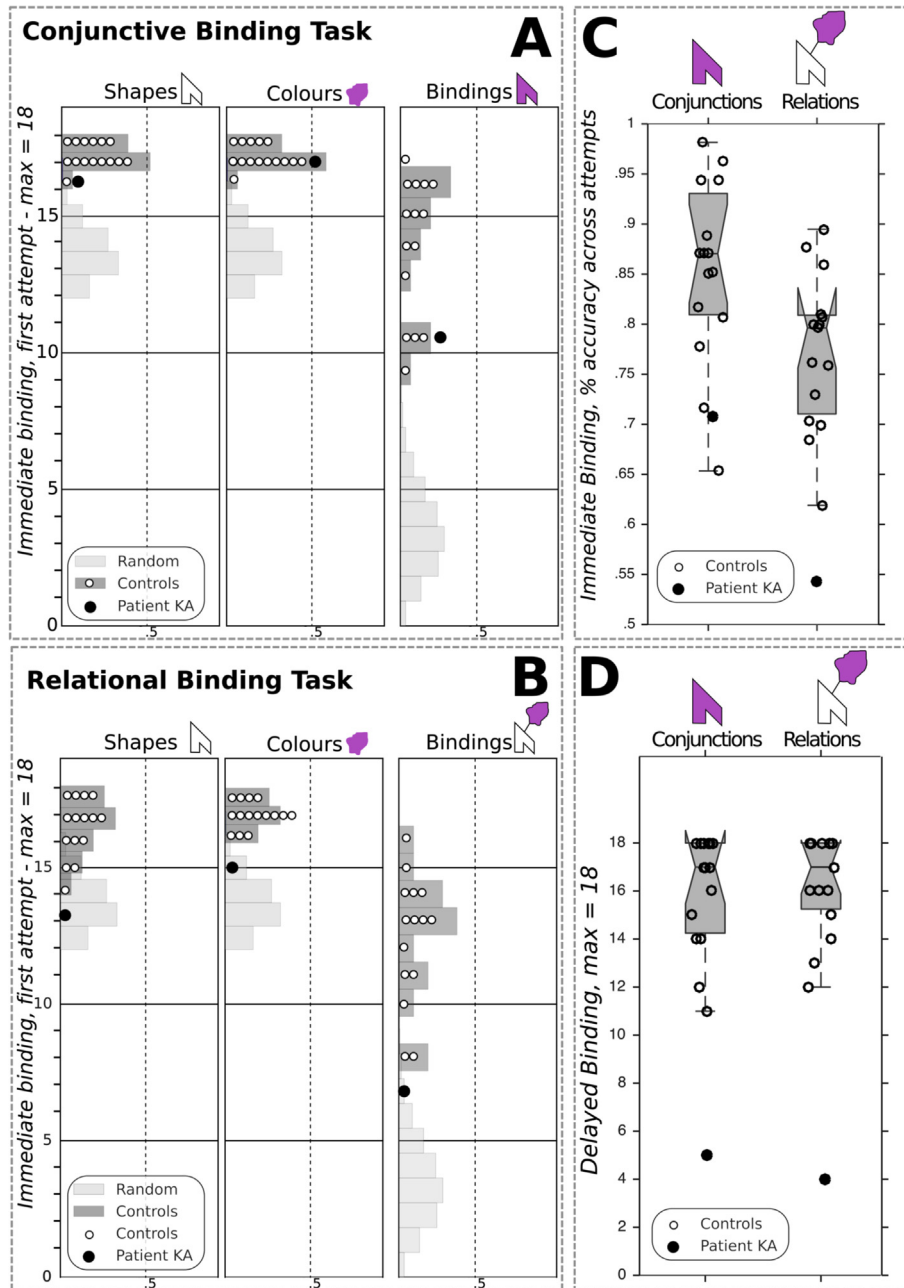 Conjunctive Binding Task
A
Shapes
Colours
Bindings
Immediate binding, first attempt - max = 18
15
10
5
0
.5
.5
.5
Random
Controls
Patient KA
Relational Binding Task
B
Shapes
Colours
Bindings
Immediate binding, first attempt - max = 18
15
10
5
0
.5
.5
.5
Random
Controls
Controls
Patient KA
C
Conjunctions
Relations
Immediate Binding, % accuracy across attempts
1
.95
.9
.85
.8
.75
.7
.65
.6
.55
.5
Controls
Patient KA
D
Conjunctions
Relations
Delayed Binding, max = 18
18
16
14
12
10
8
6
4
2
0
Controls
Patient KA